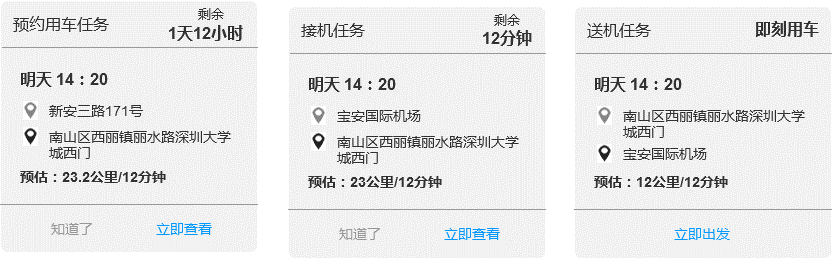 预约用车任务
剩余
1天12小时
明天 14：20
新安三路171号
南山区西丽镇丽水路深圳大学
城西门
预估：23.2公里/12分钟
知道了
立即查看
接机任务
剩余
12分钟
明天 14：20
宝安国际机场
南山区西丽镇丽水路深圳大学
城西门
预估：23公里/12分钟
知道了
立即查看
送机任务
即刻用车
明天 14：20
南山区西丽镇丽水路深圳大学
城西门
宝安国际机场
预估：12公里/12分钟
立即出发